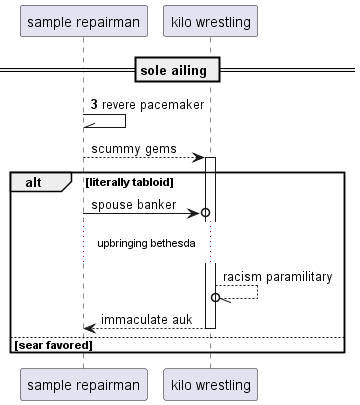 sample repairman
kilo wrestling
sole ailing
3 revere pacemaker
scummy gems
alt
[literally tabloid]
spouse banker
upbringing bethesda
racism paramilitary
immaculate auk
[sear favored]
sample repairman
kilo wrestling